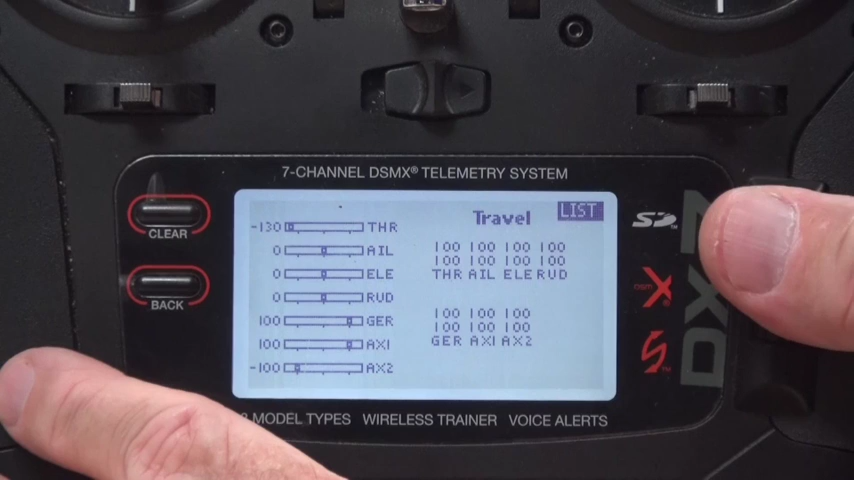 7-CHANNEL DSMX® TELEMETRY SYSTEM
CLEAR
BACK
Travel
LIST
-130 THR
0 AIL
0 ELE
0 RUD
100 GER
100 AX1
-100 AX2
100 100 100 100
100 100 100 100
THR AIL ELE RUD
100 100 100
100 100 100
GER AX1 AX2
SD
dsm X®
DX7
MODEL TYPES WIRELESS TRAINER VOICE ALERTS